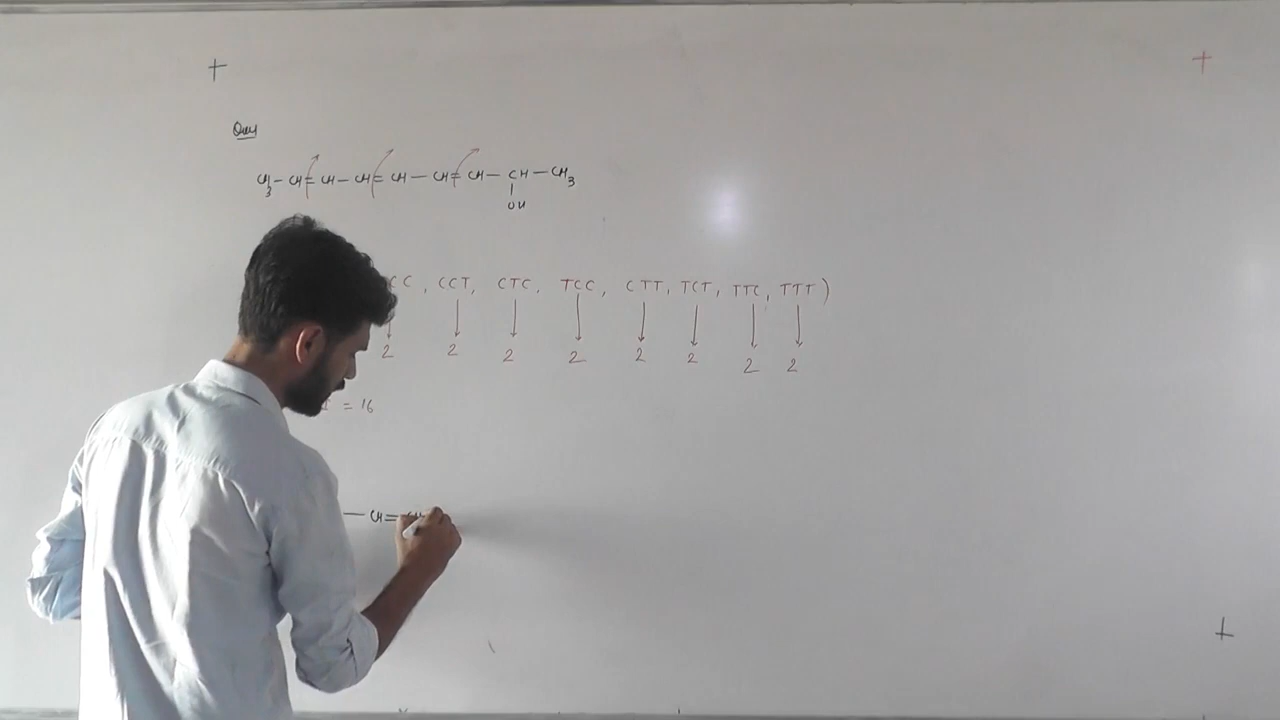 Ques
CH3 - CH = CH - CH = CH - CH = CH - CH - CH3
OH
CC, CCT, CTC, TCC, CTT, TCT, TTC, TTT)
2 2 2 2 2 2 2 2
= 16
— CH=